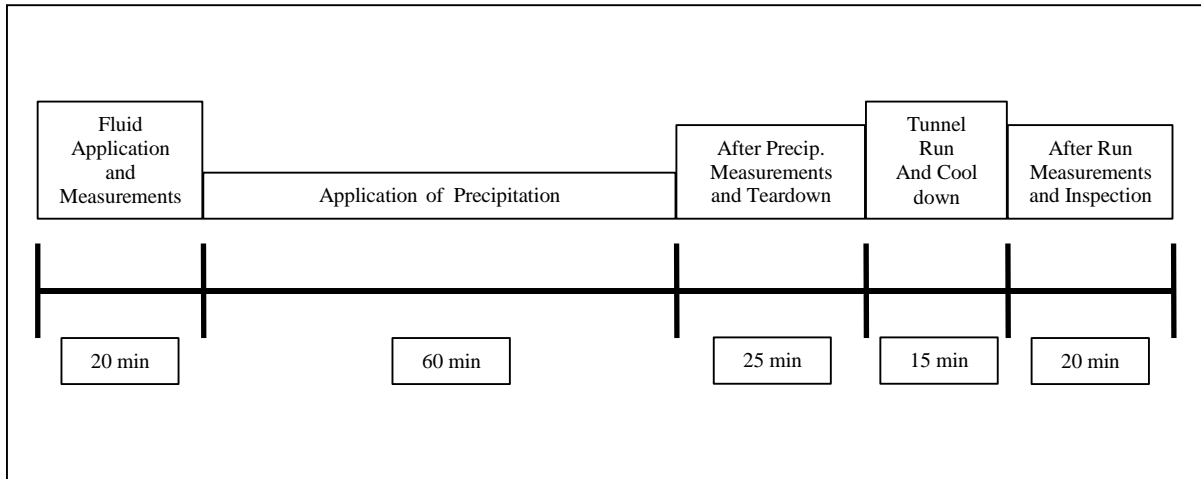 Fluid
Application
and
Measurements
Application of Precipitation
After Precip.
Measurements
and Teardown
Tunnel
Run
And Cool
down
After Run
Measurements
and Inspection
20 min
60 min
25 min
15 min
20 min